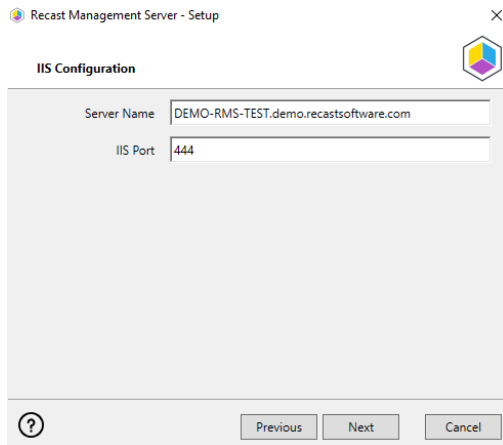 Recast Management Server - Setup
IIS Configuration
Server Name DEMO-RMS-TEST.demo.recastsoftware.com
IIS Port 444
? Previous Next Cancel